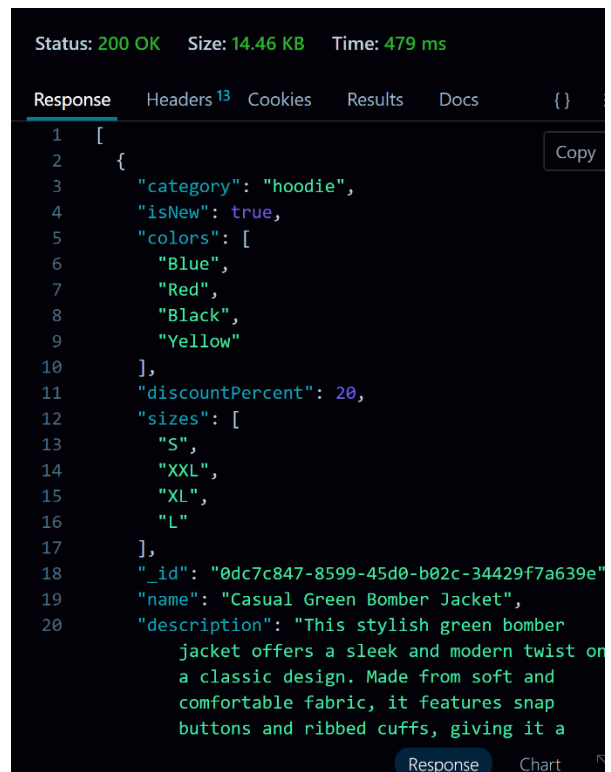 Status: 200 OK Size: 14.46 KB Time: 479 ms
Response Headers 13 Cookies Results Docs {}
Copy
1 [
2 {
3 "category": "hoodie",
4 "isNew": true,
5 "colors": [
6 "Blue",
7 "Red",
8 "Black",
9 "Yellow"
10 ],
11 "discountPercent": 20,
12 "sizes": [
13 "S",
14 "XXL",
15 "XL",
16 "L"
17 ],
18 "_id": "0dc7c847-8599-45d0-b02c-34429f7a639e"
19 "name": "Casual Green Bomber Jacket",
20 "description": "This stylish green bomber
jacket offers a sleek and modern twist on
a classic design. Made from soft and
comfortable fabric, it features snap
buttons and ribbed cuffs, giving it a
Response Chart